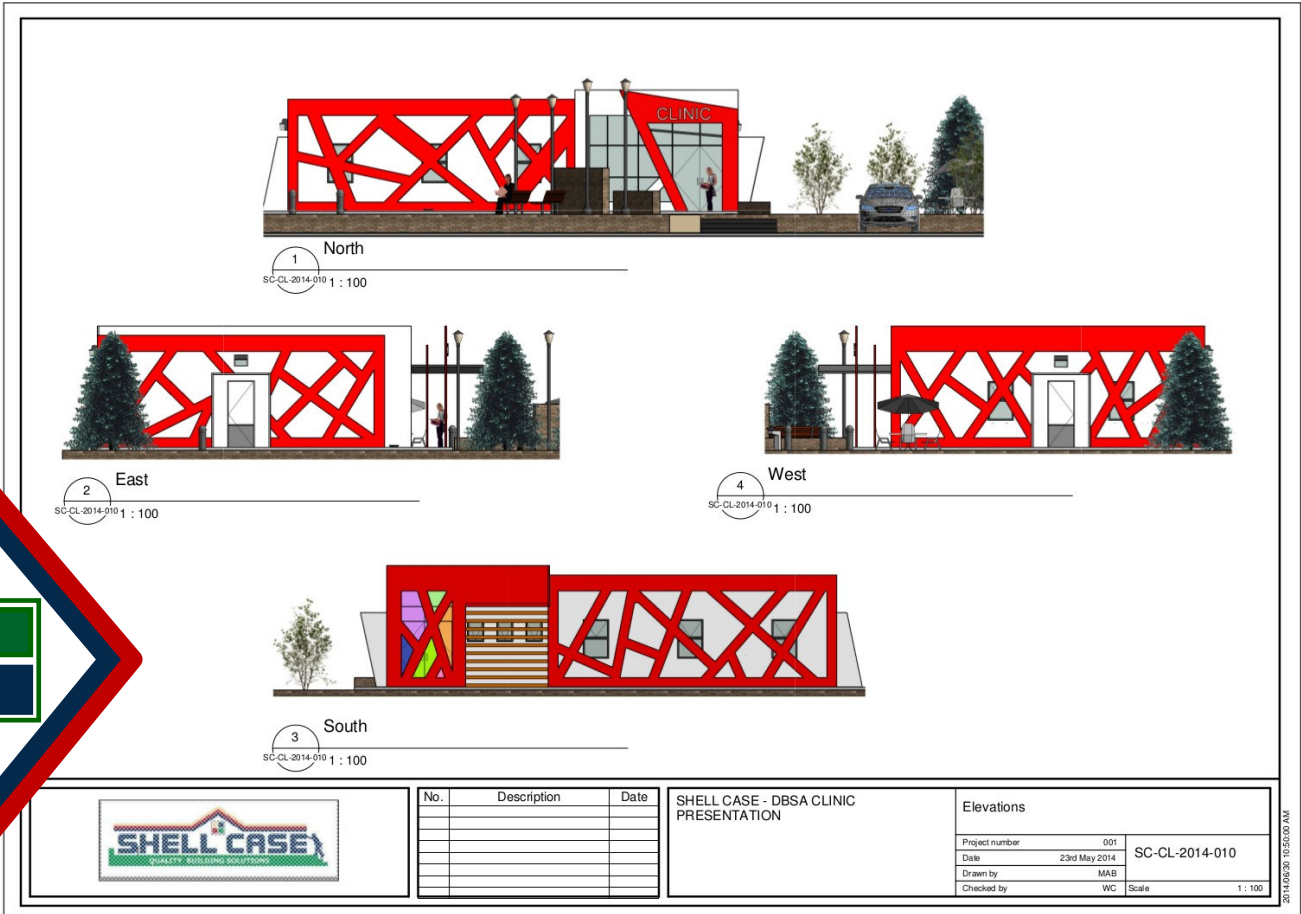 CLINIC
1
North
SC-CL-2014-010
1 : 100
2
East
SC-CL-2014-010
1 : 100
4
West
SC-CL-2014-010
1 : 100
3
South
SC-CL-2014-010
1 : 100
SHELL CASE
QUALITY BUILDING SOLUTIONS
No. Description Date
SHELL CASE - DBSA CLINIC
PRESENTATION
Elevations
Project number 001
Date 23rd May 2014
Drawn by MAB
Checked by WC
SC-CL-2014-010
Scale 1 : 100
2014/06/30 10:50:00 AM